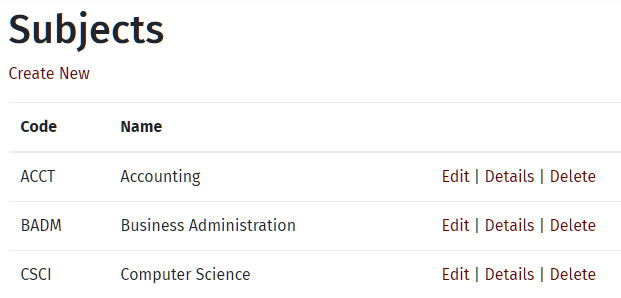 Subjects
Create New
Code Name
ACCT Accounting Edit | Details | Delete
BADM Business Administration Edit | Details | Delete
CSCI Computer Science Edit | Details | Delete